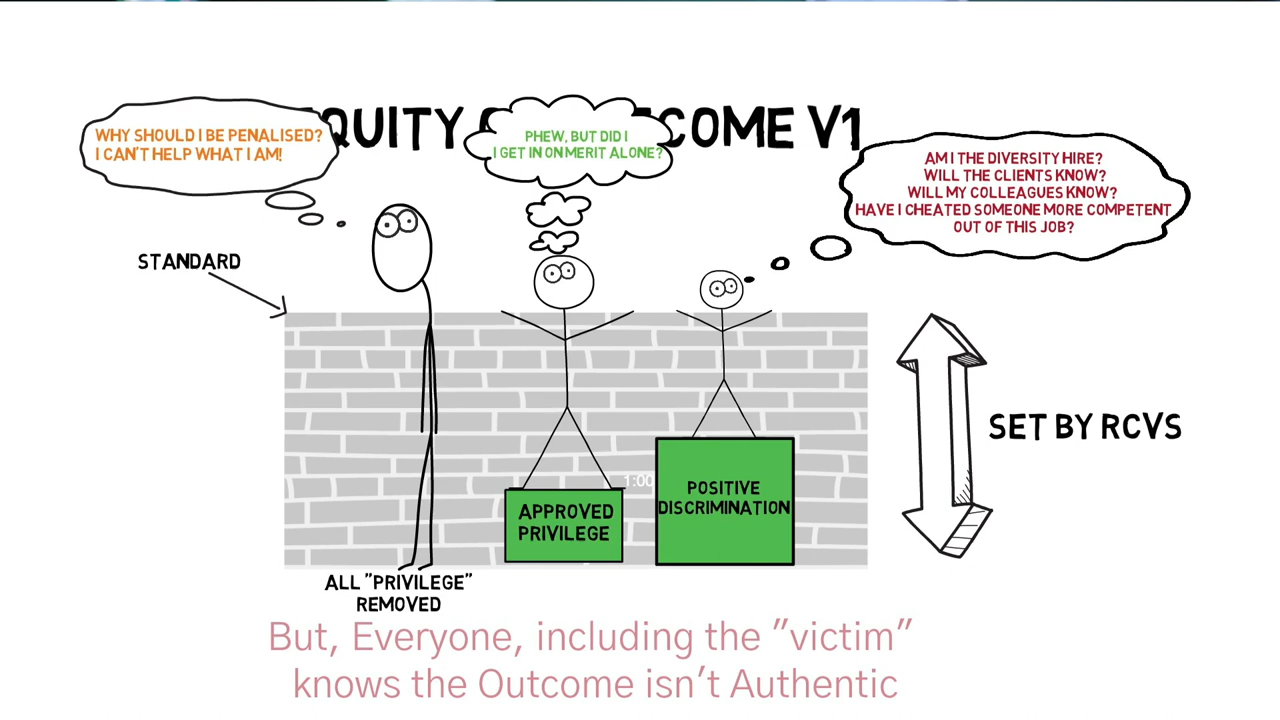 QUITY
COME V1
WHY SHOULD I BE PENALISED?
I CAN'T HELP WHAT I AM!
PHEW, BUT DID I
GET IN ON MERIT ALONE?
AM I THE DIVERSITY HIRE?
WILL THE CLIENTS KNOW?
WILL MY COLLEAGUES KNOW?
HAVE I CHEATED SOMEONE MORE COMPETENT
OUT OF THIS JOB?
STANDARD
SET BY RCVS
1:00
APPROVED
PRIVILEGE
POSITIVE
DISCRIMINATION
ALL "PRIVILEGE"
REMOVED
But, Everyone, including the "victim"
knows the Outcome isn't Authentic